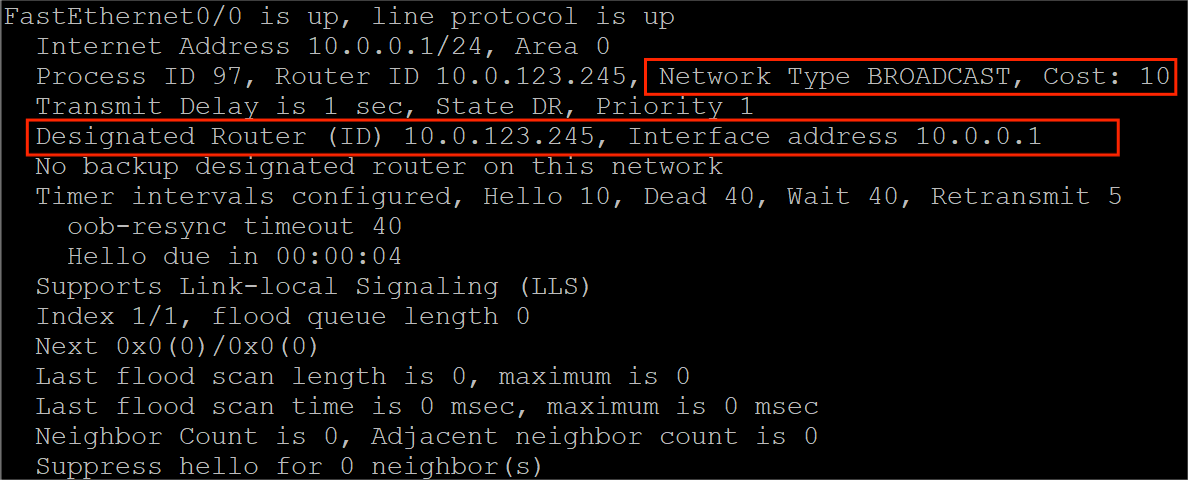 FastEthernet0/0 is up, line protocol is up
Internet Address 10.0.0.1/24, Area 0
Process ID 97, Router ID 10.0.123.245, Network Type BROADCAST, Cost: 10
Transmit Delay is 1 sec, State DR, Priority 1
Designated Router (ID) 10.0.123.245, Interface address 10.0.0.1
No backup designated router on this network
Timer intervals configured, Hello 10, Dead 40, Wait 40, Retransmit 5
oob-resync timeout 40
Hello due in 00:00:04
Supports Link-local Signaling (LLS)
Index 1/1, flood queue length 0
Next 0x0(0)/0x0(0)
Last flood scan length is 0, maximum is 0
Last flood scan time is 0 msec, maximum is 0 msec
Neighbor Count is 0, Adjacent neighbor count is 0
Suppress hello for 0 neighbor(s)